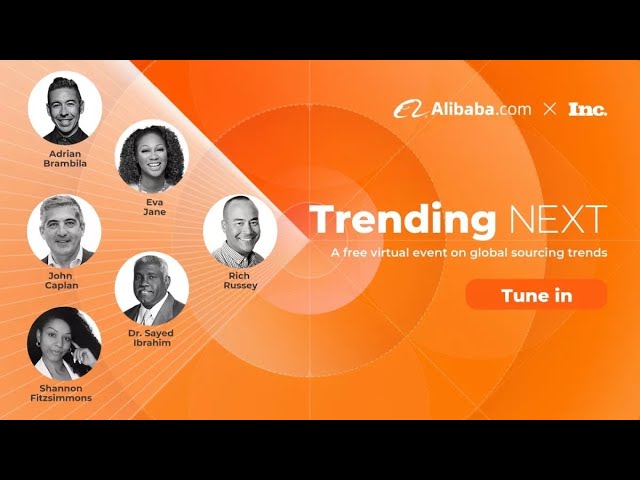 Alibaba.com × Inc.
Adrian
Brambila
Eva
Jane
John
Caplan
Rich
Russey
Dr. Sayed
Ibrahim
Shannon
Fitzsimmons
Trending NEXT
A free virtual event on global sourcing trends
Tune in